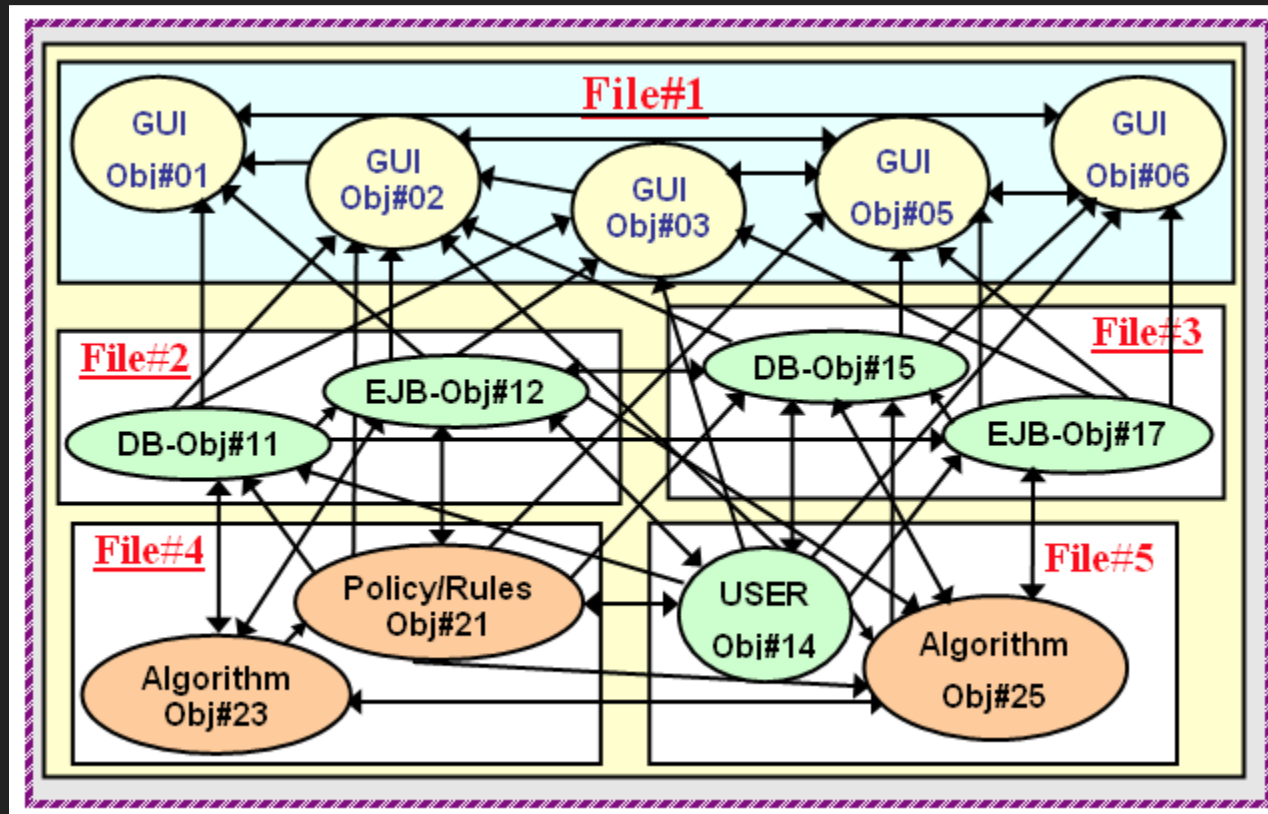 File#1
GUI
Obj#01
GUI
Obj#02
GUI
Obj#03
GUI
Obj#05
GUI
Obj#06
File#2
EJB-Obj#12
DB-Obj#11
File#3
DB-Obj#15
EJB-Obj#17
File#4
Policy/Rules
Obj#21
Algorithm
Obj#23
File#5
USER
Obj#14
Algorithm
Obj#25